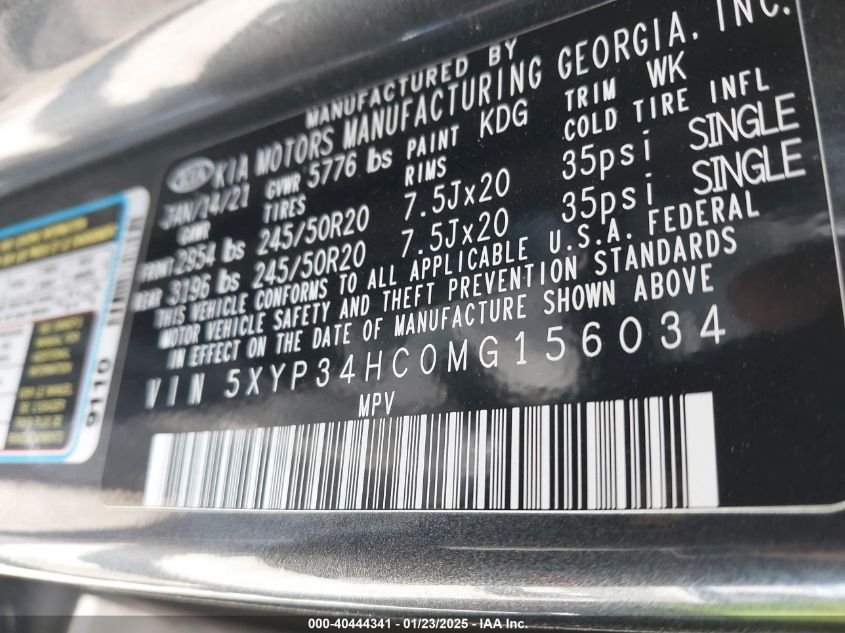 MANUFACTURED BY
KIA KIA MOTORS MANUFACTURING GEORGIA, INC.
JAN/14/21 GVWR 5776 lbs PAINT KDG TRIM WK
GAWR TIRES RIMS COLD TIRE INFL
FRONT 2954 lbs 245/50R20 7.5Jx20 35psi SINGLE
REAR 3196 lbs 245/50R20 7.5Jx20 35psi SINGLE
THIS VEHICLE CONFORMS TO ALL APPLICABLE U.S.A. FEDERAL
MOTOR VEHICLE SAFETY AND THEFT PREVENTION STANDARDS
IN EFFECT ON THE DATE OF MANUFACTURE SHOWN ABOVE
VIN 5XYP34HC0MG156034
MPV
9110
000-40444341 — 01/23/2025 — IAA Inc.